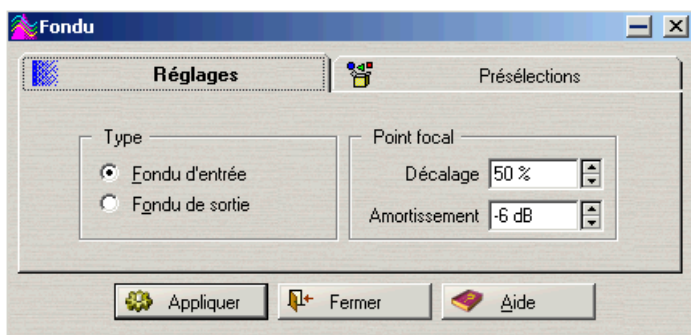 Fondu
Réglages
Présélections
Type
Fondu d'entrée
Fondu de sortie
Point focal
Décalage 50 %
Amortissement -6 dB
Appliquer
Fermer
Aide